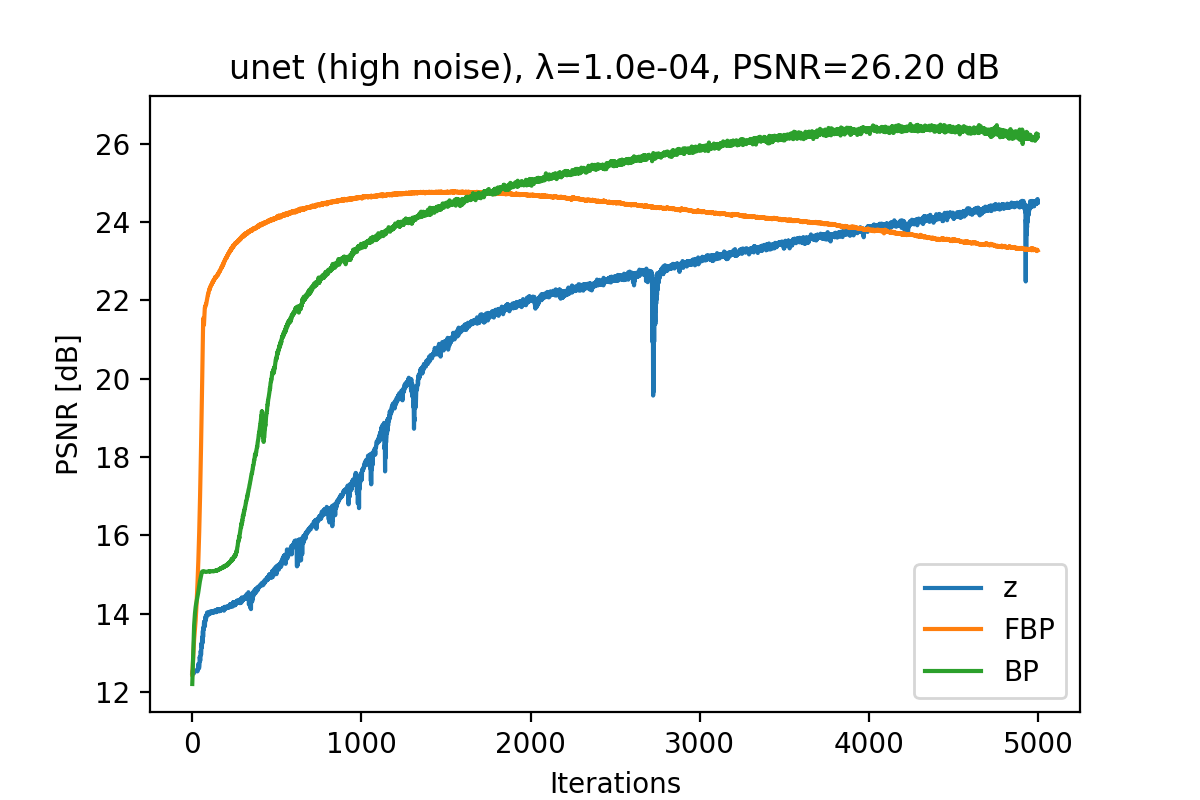 unet (high noise), λ=1.0e-04, PSNR=26.20 dB
PSNR [dB]
26
24
22
20
18
16
14
12
z
FBP
BP
0 1000 2000 3000 4000 5000
Iterations